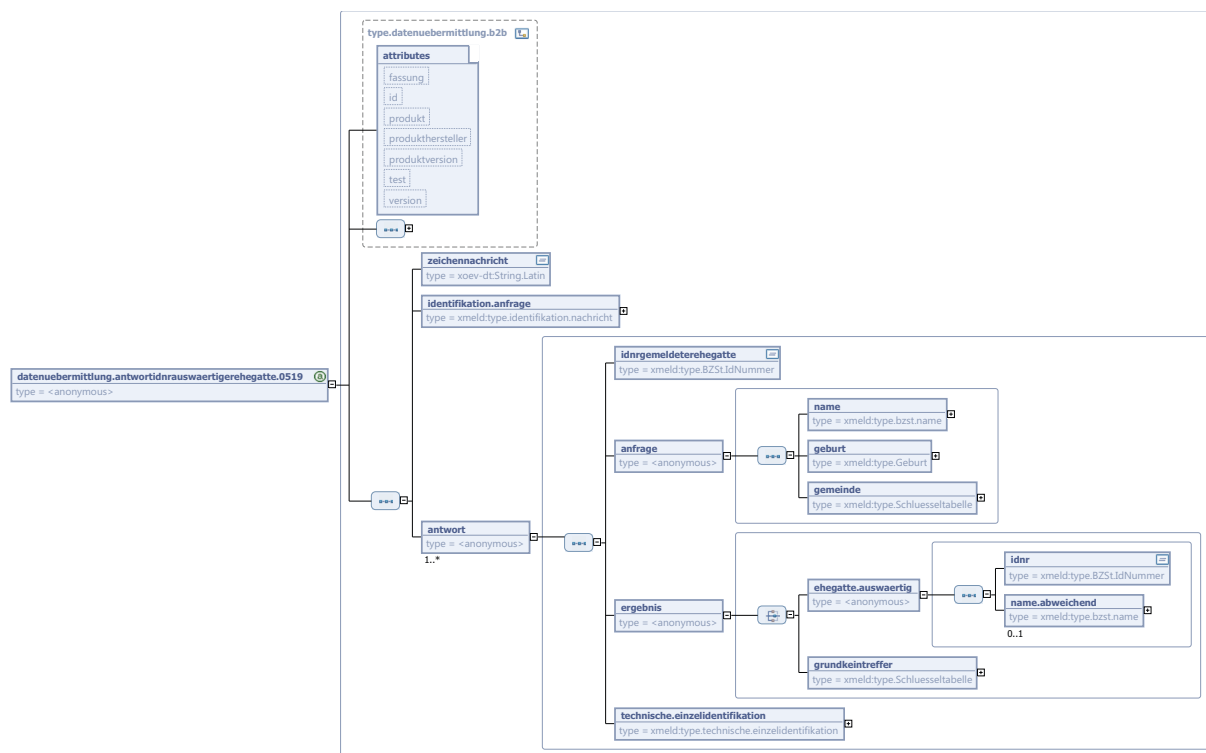 type.datenuebermittlung.b2b
attributes
fassung
id
produkt
produkthersteller
produktversion
test
version
zeichennachricht
type = xoev-dt:String.Latin
identifikation.anfrage
type = xmeld:type.identifikation.nachricht
idnrgemeldeterehegatte
type = xmeld:type.BZSt.IdNummer
datenuebermittlung.antwortidnrauswaertigerehegatte.0519
type = <anonymous>
name
type = xmeld:type.bzst.name
anfrage
type = <anonymous>
geburt
type = xmeld:type.Geburt
gemeinde
type = xmeld:type.Schluesseltabelle
antwort
type = <anonymous>
1..*
idnr
type = xmeld:type.BZSt.IdNummer
ehegatte.auswaertig
type = <anonymous>
name.abweichend
type = xmeld:type.bzst.name
0..1
ergebnis
type = <anonymous>
grundkeintreffer
type = xmeld:type.Schluesseltabelle
technische.einzelidentifikation
type = xmeld:type.technische.einzelidentifikation